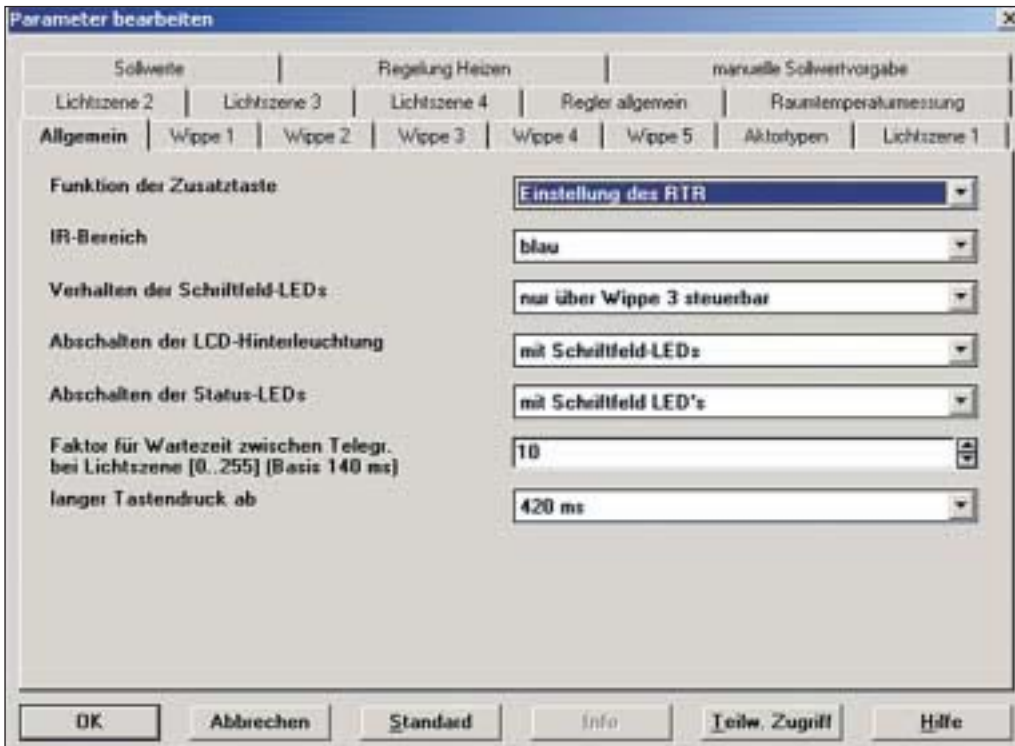 Parameter bearbeiten
Sollwerte Regelung Heizen manuelle Sollwertvorgabe
Lichtszene 2 Lichtszene 3 Lichtszene 4 Regler allgemein Raumtemperaturmessung
Allgemein Wippe 1 Wippe 2 Wippe 3 Wippe 4 Wippe 5 Aktortypen Lichtszene 1
Funktion der Zusatztaste Einstellung des RTR
IR-Bereich blau
Verhalten der Schriftfeld-LEDs nur über Wippe 3 steuerbar
Abschalten der LCD-Hinterleuchtung mit Schriftfeld-LEDs
Abschalten der Status-LEDs mit Schriftfeld LED's
Faktor für Wartezeit zwischen Telegr.
bei Lichtszene [0..255] (Basis 140 ms) 10
langer Tastendruck ab 420 ms
OK Abbrechen Standard Info Teilw. Zugriff Hilfe